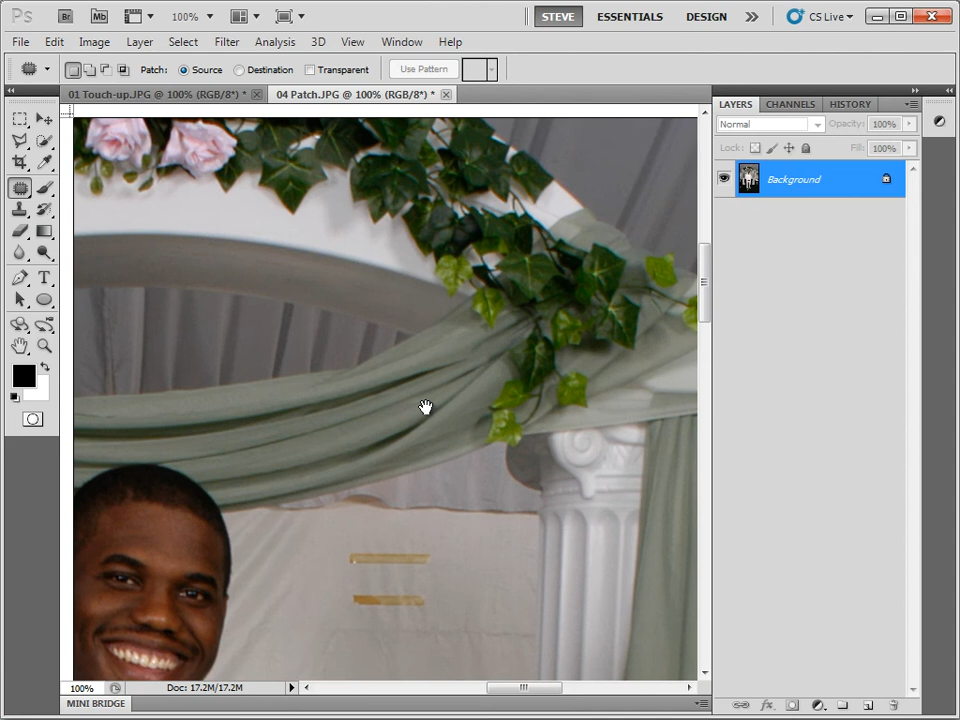 Ps Br Mb 100% STEVE ESSENTIALS DESIGN CS Live
File Edit Image Layer Select Filter Analysis 3D View Window Help
Patch: Source Destination Transparent Use Pattern
01 Touch-up.JPG @ 100% (RGB/8*) * 04 Patch.JPG @ 100% (RGB/8*) *
LAYERS CHANNELS HISTORY
Normal Opacity: 100%
Lock: Fill: 100%
Background
T
100% Doc: 17.2M/17.2M
MINI BRIDGE
fx